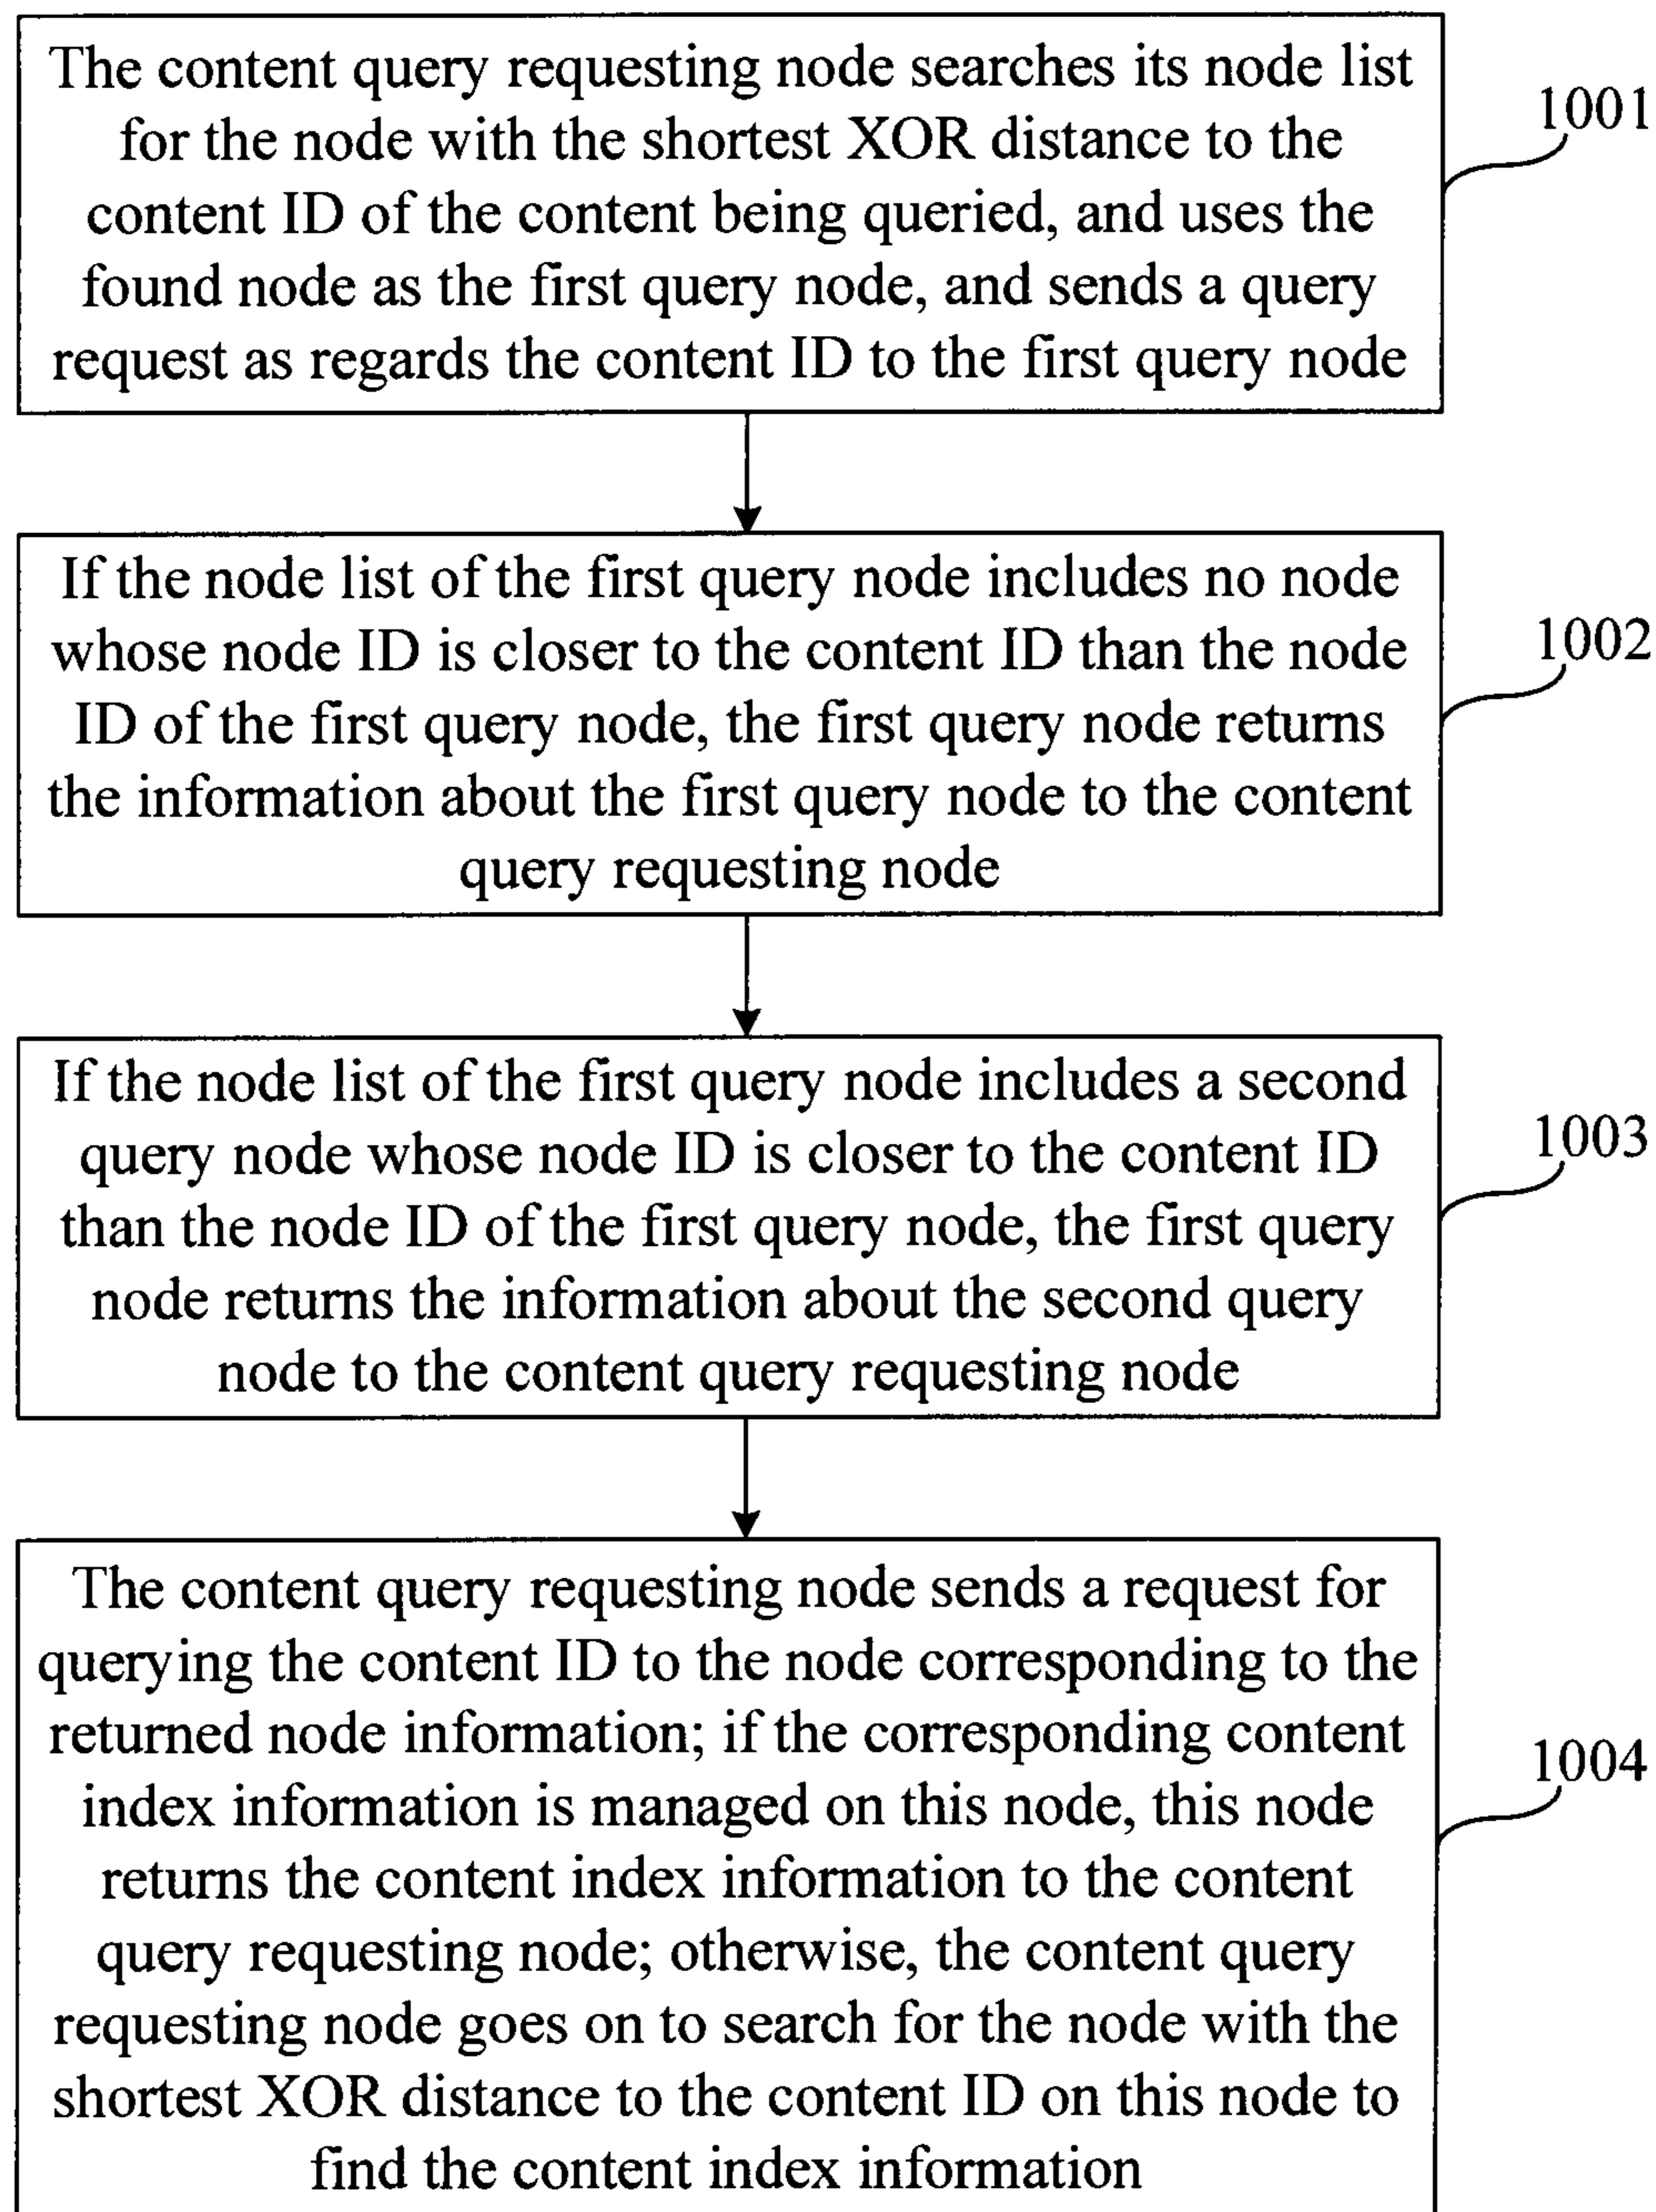 The content query requesting node searches its node list
for the node with the shortest XOR distance to the
content ID of the content being queried, and uses the
found node as the first query node, and sends a query
request as regards the content ID to the first query node
1001
If the node list of the first query node includes no node
whose node ID is closer to the content ID than the node
ID of the first query node, the first query node returns
the information about the first query node to the content
query requesting node
1002
If the node list of the first query node includes a second
query node whose node ID is closer to the content ID
than the node ID of the first query node, the first query
node returns the information about the second query
node to the content query requesting node
1003
The content query requesting node sends a request for
querying the content ID to the node corresponding to the
returned node information; if the corresponding content
index information is managed on this node, this node
returns the content index information to the content
query requesting node; otherwise, the content query
requesting node goes on to search for the node with the
shortest XOR distance to the content ID on this node to
find the content index information
1004